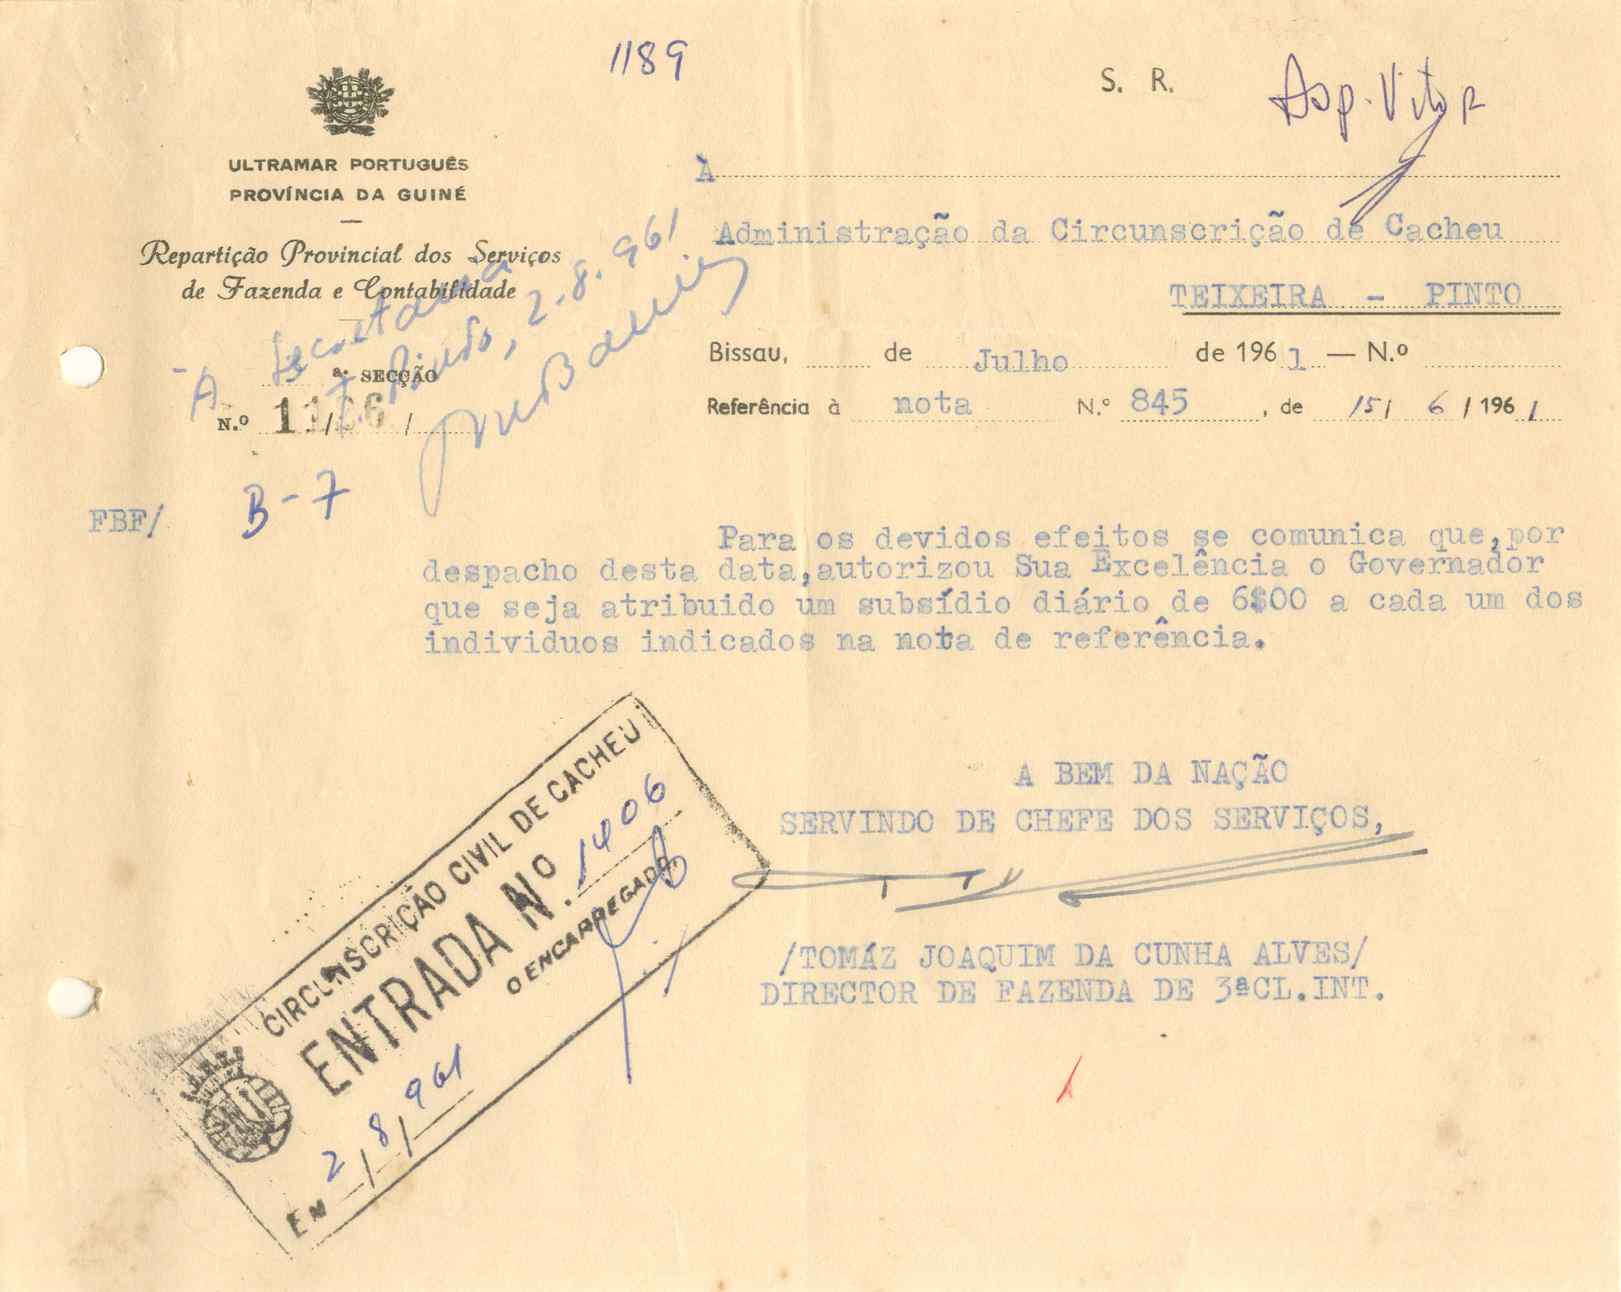 1189
S. R.
Asp. Vitor
ULTRAMAR PORTUGUÊS
PROVÍNCIA DA GUINÉ
Repartição Provincial dos Serviços
de Fazenda e Contabilidade
À
Administração da Circunscrição de Cacheu
TEIXEIRA - PINTO
Bissau, de Julho de 1961 — N.º
Referência à nota N.º 845 , de 15/ 6 / 1961
- A Secretaria
T. Pinto, 2-8-961
ª. SECÇÃO
N.º / /
B-7
FBF/
Para os devidos efeitos se comunica que,por
despacho desta data,autorizou Sua Excelência o Governador
que seja atribuido um subsídio diário de 6$00 a cada um dos
individuos indicados na nota de referência.
A BEM DA NAÇÃO
SERVINDO DE CHEFE DOS SERVIÇOS,
/TOMÁZ JOAQUIM DA CUNHA ALVES/
DIRECTOR DE FAZENDA DE 3ªCL.INT.
CIRCUNSCRIÇÃO CIVIL DE CACHEU
ENTRADA Nº. 1406
O ENCARREGADO,
EM 2/8/961